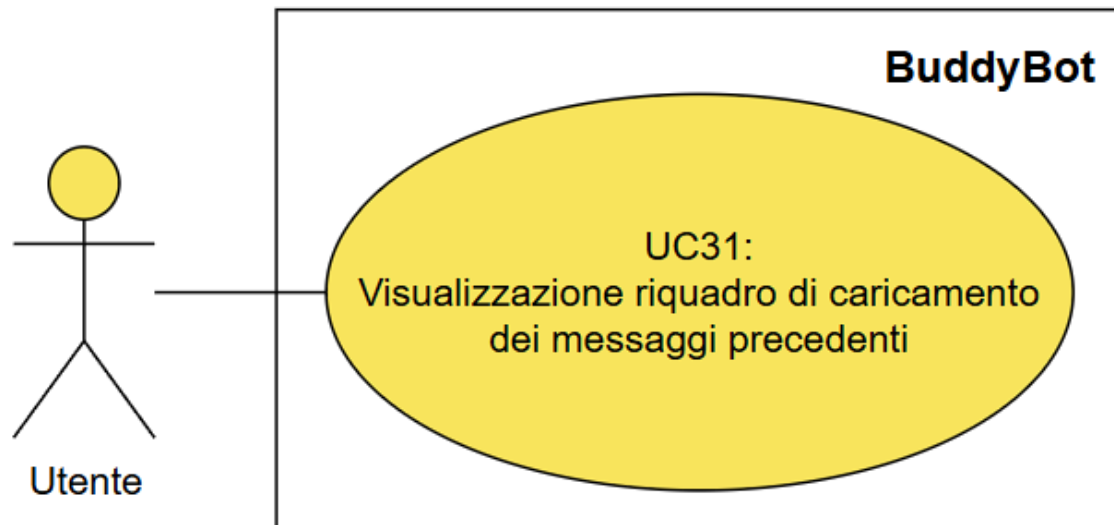 BuddyBot
UC31:
Visualizzazione riquadro di caricamento
dei messaggi precedenti
Utente